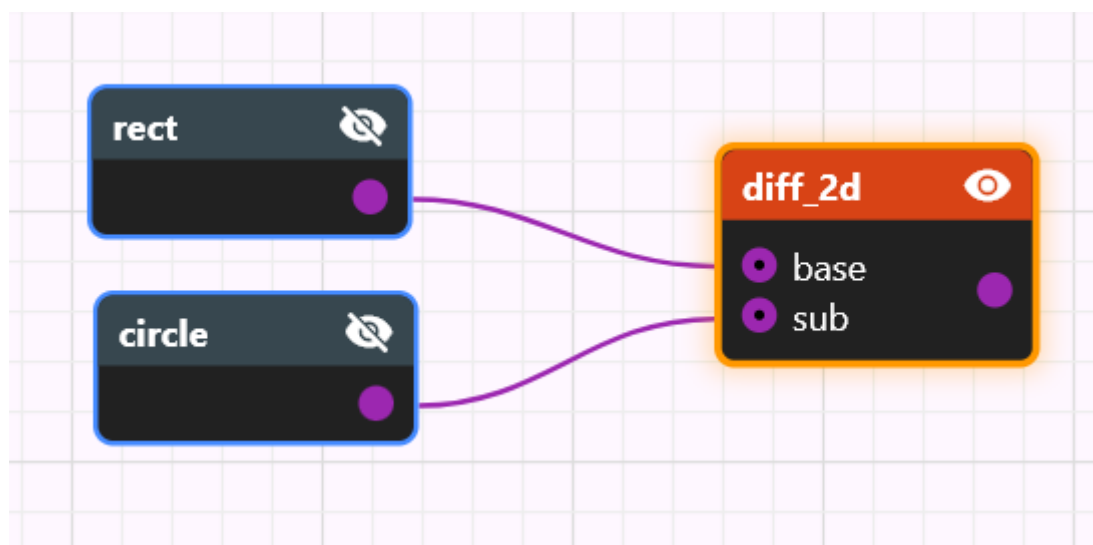 rect
circle
diff_2d
base
sub